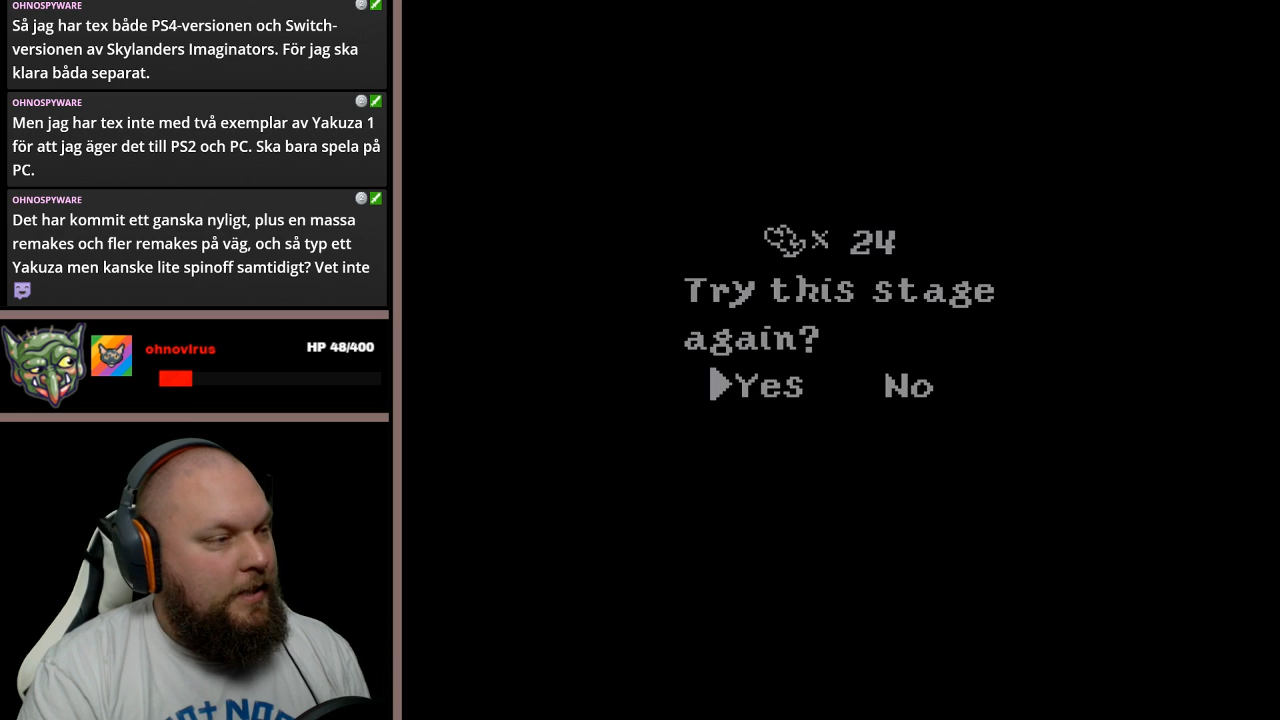 OHNOSPYWARE
Så jag har tex både PS4-versionen och Switch-
versionen av Skylanders Imaginators. För jag ska
klara båda separat.
OHNOSPYWARE
Men jag har tex inte med två exemplar av Yakuza 1
för att jag äger det till PS2 och PC. Ska bara spela på
PC.
OHNOSPYWARE
Det har kommit ett ganska nyligt, plus en massa
remakes och fler remakes på väg, och så typ ett
Yakuza men kanske lite spinoff samtidigt? Vet inte
ohnov1rus
HP 48/400
× 24
Try this stage
again?
Yes No